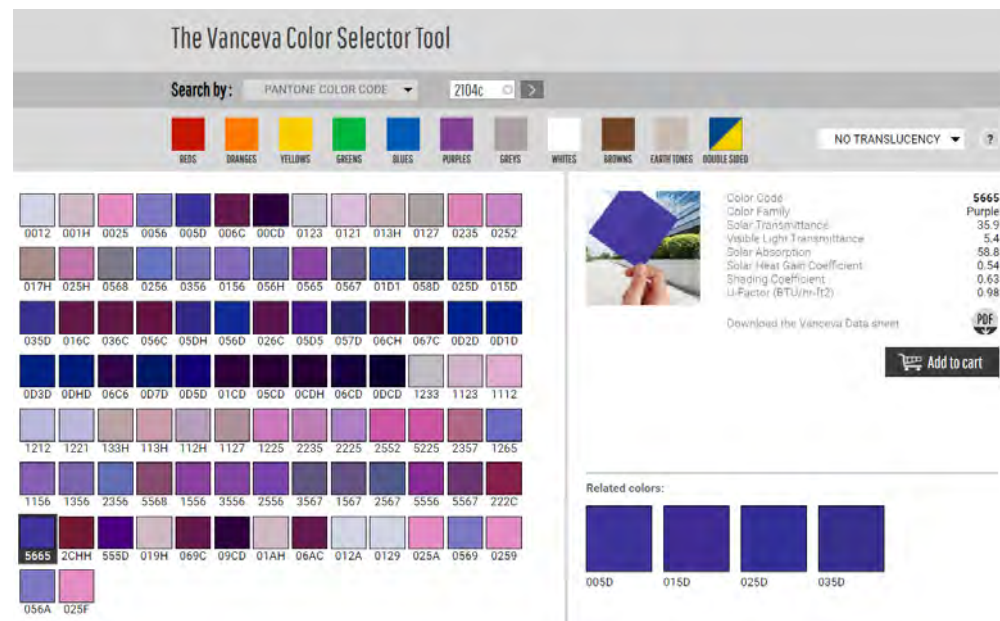 The Vanceva Color Selector Tool
Search by : PANTONE COLOR CODE 2104c >
REDS ORANGES YELLOWS GREENS BLUES PURPLES GREYS WHITES BROWNS EARTH TONES DOUBLE SIDED
NO TRANSLUCENCY ?
0012 001H 0025 0056 005D 006C 00CD 0123 0121 013H 0127 0235 0252
017H 025H 0568 0256 0356 0156 056H 0565 0567 01D1 058D 025D 015D
035D 016C 036C 056C 05DH 056D 026C 05D5 057D 06CH 067C 0D2D 0D1D
0D3D 0DHD 06C6 0D7D 0D5D 01CD 05CD 0CDH 06CD 0DCD 1233 1123 1112
1212 1221 133H 113H 112H 1127 1225 2235 2225 2552 5225 2357 1265
1156 1356 2356 5568 1556 3556 2556 3567 1567 2567 5556 5567 222C
5665 2CHH 555D 019H 069C 09CD 01AH 06AC 012A 0129 025A 0569 0259
056A 025F
Color Code 5665
Color Family Purple
Solar Transmittance 35.9
Visible Light Transmittance 5.4
Solar Absorption 58.8
Solar Heat Gain Coefficient 0.54
Shading Coefficient 0.63
U-Factor (BTU/hr-ft2) 0.98
Download the Vanceva Data sheet PDF
Add to cart
Related colors:
005D 015D 025D 035D